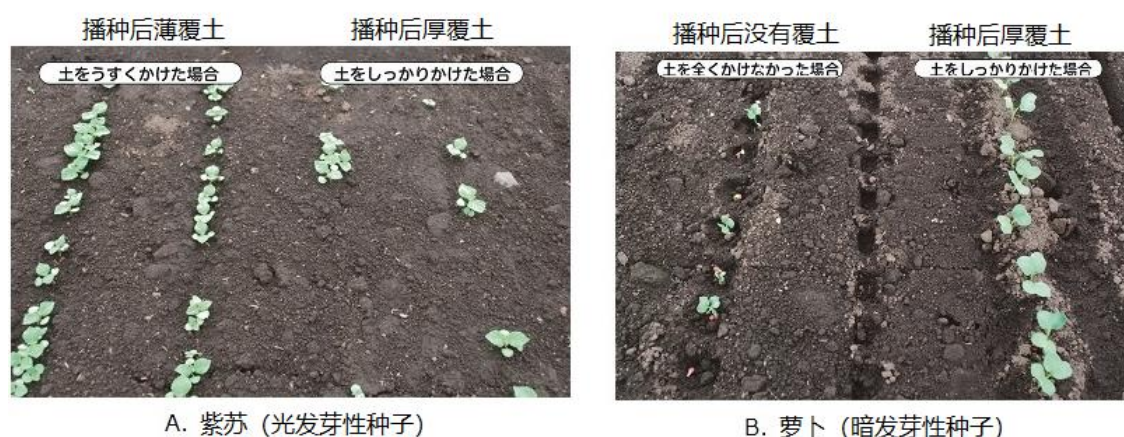 播种后薄覆土
播种后厚覆土
土をうすくかけた場合
土をしっかりかけた場合
A. 紫苏（光发芽性种子）
播种后没有覆土
播种后厚覆土
土を全くかけなかった場合
土をしっかりかけた場合
B. 萝卜（暗发芽性种子）